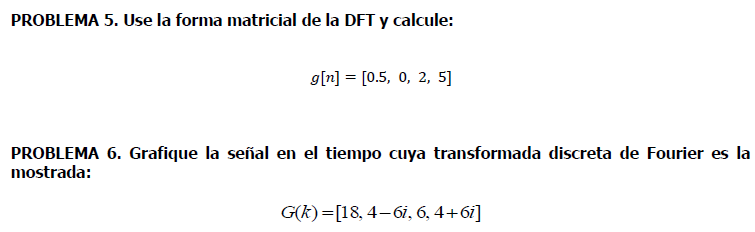 PROBLEMA 5. Use la forma matricial de la DFT y calcule:
g[n] = [0.5, 0, 2, 5]
PROBLEMA 6. Grafique la señal en el tiempo cuya transformada discreta de Fourier es la
mostrada:
G(k)=[18, 4−6i, 6, 4+6i]